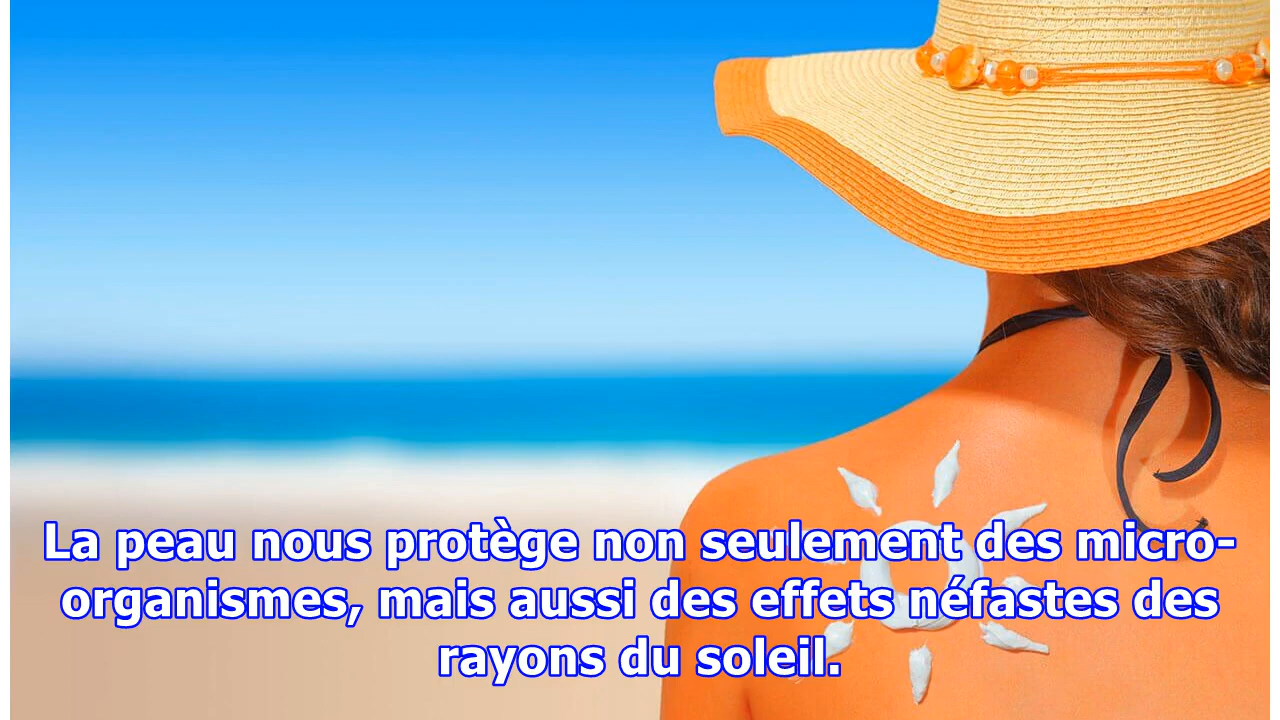 La peau nous protège non seulement des micro-
organismes, mais aussi des effets néfastes des
rayons du soleil.